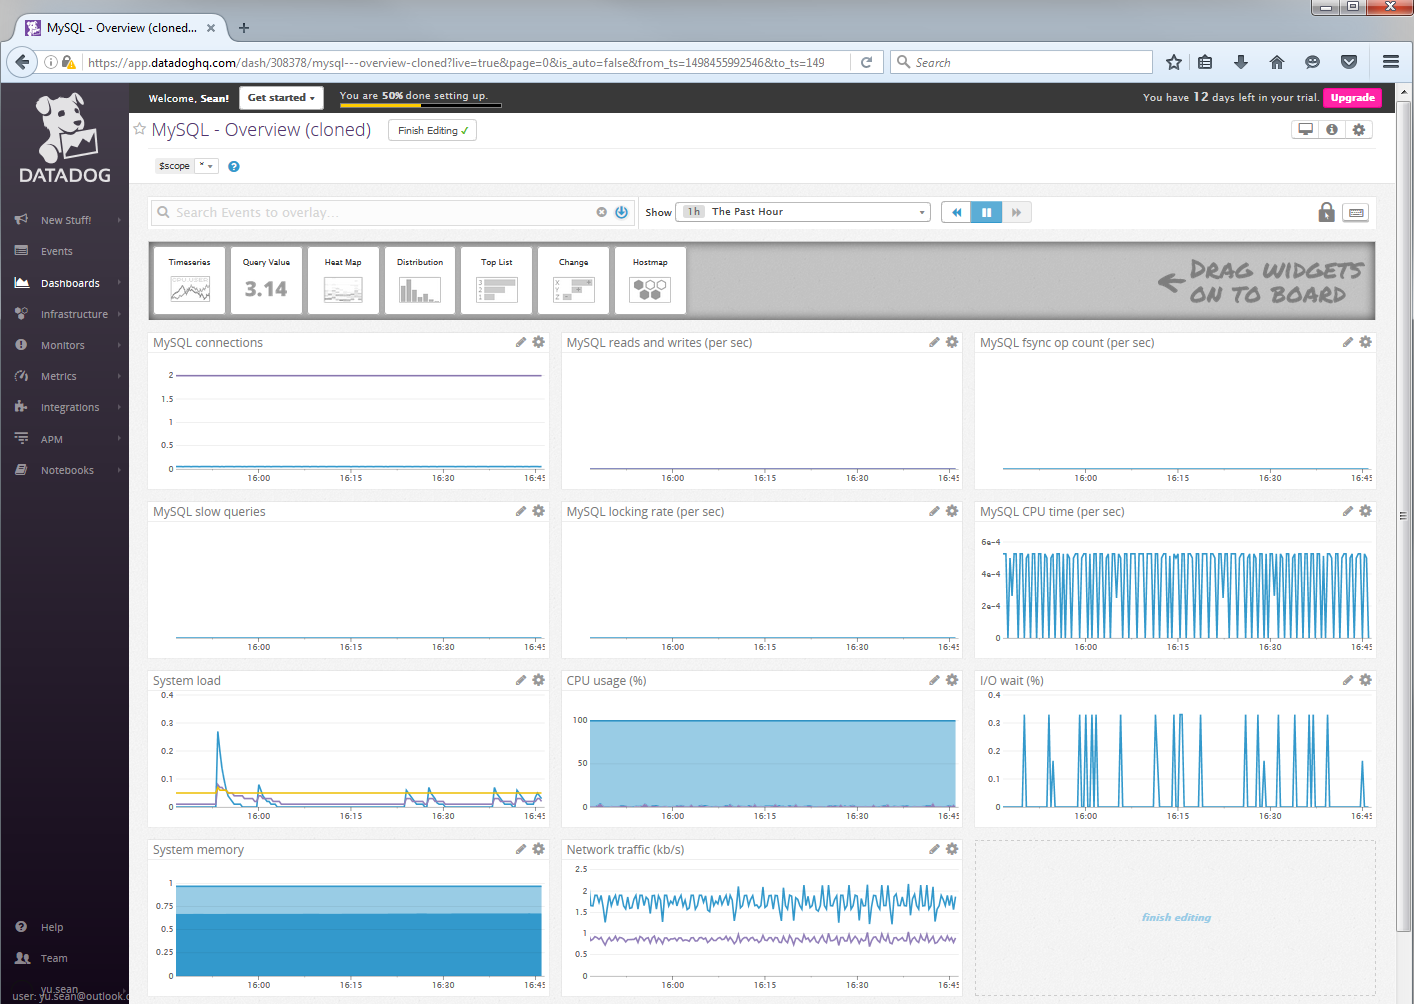 MySQL - Overview (cloned...
https://app.datadoghq.com/dash/308378/mysql---overview-cloned?live=true&page=0&is_auto=false&from_ts=1498455992546&to_ts=149
Search
DATADOG
Welcome, Sean!
Get started
You are 50% done setting up.
You have 12 days left in your trial.
Upgrade
MySQL - Overview (cloned)
Finish Editing ✓
$scope
*
?
New Stuff!
Events
Dashboards
Infrastructure
Monitors
Metrics
Integrations
APM
Notebooks
Help
Team
yu.sean
user: yu.sean@outlook.c
Search Events to overlay...
Show
1h The Past Hour
Timeseries
Query Value
3.14
Heat Map
Distribution
Top List
3
2
1
Change
X
Y
Z
Hostmap
DRAG WIDGETS
ON TO BOARD
MySQL connections
2
1.5
1
0.5
0
16:00 16:15 16:30 16:45
MySQL reads and writes (per sec)
16:00 16:15 16:30 16:45
MySQL fsync op count (per sec)
16:00 16:15 16:30 16:45
MySQL slow queries
16:00 16:15 16:30 16:45
MySQL locking rate (per sec)
16:00 16:15 16:30 16:45
MySQL CPU time (per sec)
6e-4
4e-4
2e-4
0
16:00 16:15 16:30 16:45
System load
0.4
0.3
0.2
0.1
0
16:00 16:15 16:30 16:45
CPU usage (%)
100
50
0
16:00 16:15 16:30 16:45
I/O wait (%)
0.4
0.3
0.2
0.1
0
16:00 16:15 16:30 16:45
System memory
1
0.75
0.5
0.25
0
16:00 16:15 16:30 16:45
Network traffic (kb/s)
2.5
2
1.5
1
0.5
0
16:00 16:15 16:30 16:45
finish editing